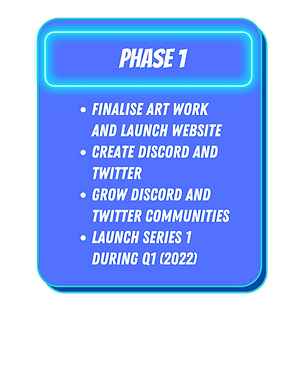 PHASE 1
• FINALISE ART WORK
AND LAUNCH WEBSITE
• CREATE DISCORD AND
TWITTER
• GROW DISCORD AND
TWITTER COMMUNITIES
• LAUNCH SERIES 1
DURING Q1 (2022)